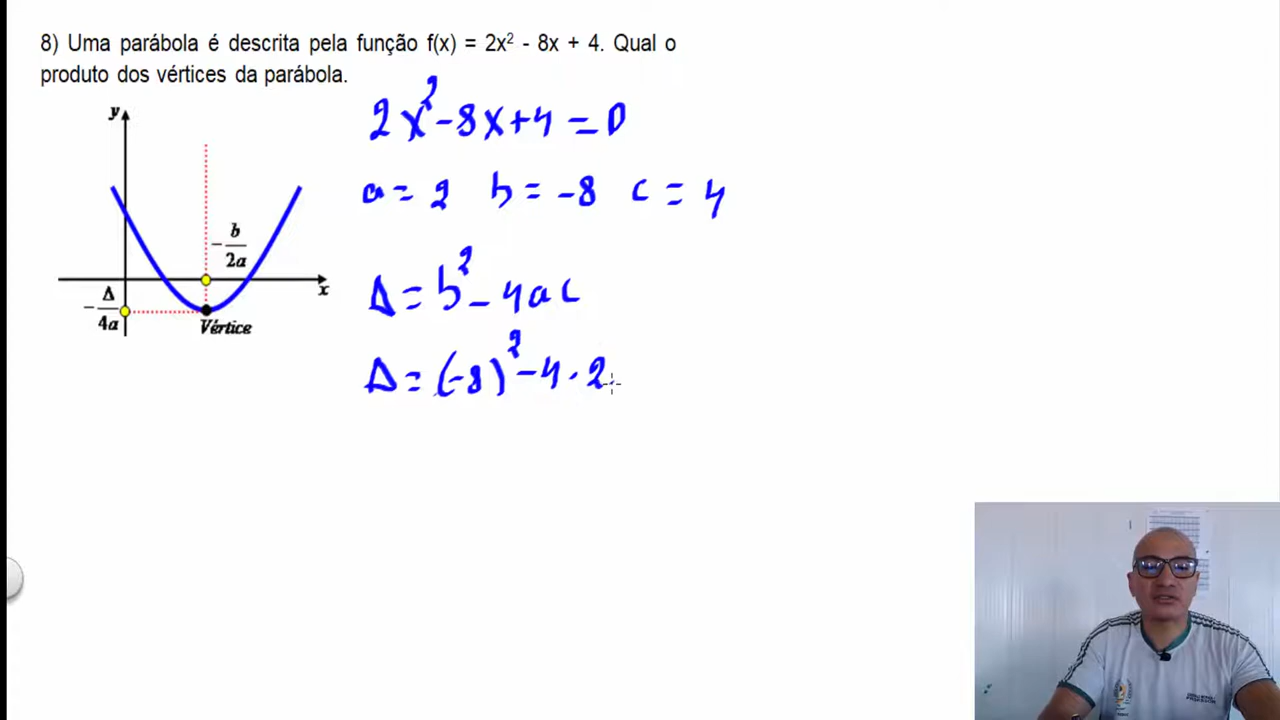 8) Uma parábola é descrita pela função f(x) = 2x² - 8x + 4. Qual o
produto dos vértices da parábola.
2x² - 8x + 4 = 0
a = 2 b = -8 c = 4
Δ = b² - 4ac
Δ = (-8)² - 4 · 2
y
- b/2a
x
- Δ/4a
Vértice